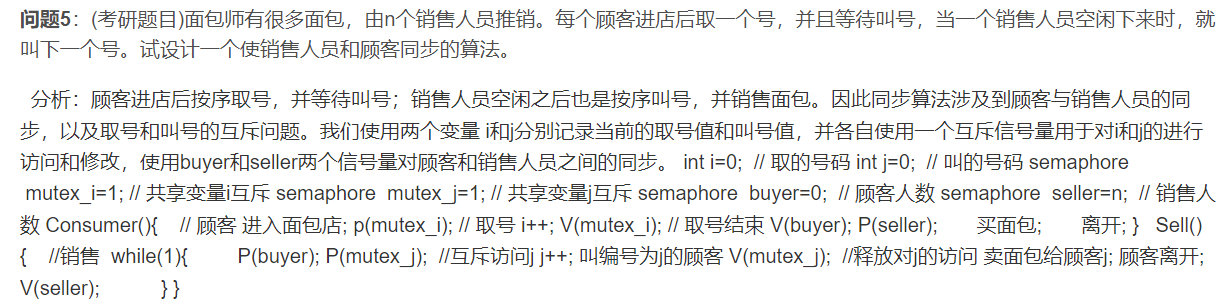 问题5：(考研题目)面包师有很多面包，由n个销售人员推销。每个顾客进店后取一个号，并且等待叫号，当一个销售人员空闲下来时，就
叫下一个号。试设计一个使销售人员和顾客同步的算法。
分析：顾客进店后按序取号，并等待叫号；销售人员空闲之后也是按序叫号，并销售面包。因此同步算法涉及到顾客与销售人员的同
步，以及取号和叫号的互斥问题。我们使用两个变量 i和j分别记录当前的取号值和叫号值，并各自使用一个互斥信号量用于对i和j的进行
访问和修改，使用buyer和seller两个信号量对顾客和销售人员之间的同步。 int i=0; // 取的号码 int j=0; // 叫的号码 semaphore
mutex_i=1; // 共享变量i互斥 semaphore mutex_j=1; // 共享变量j互斥 semaphore buyer=0; // 顾客人数 semaphore seller=n; // 销售人
数 Consumer(){ // 顾客 进入面包店; p(mutex_i); // 取号 i++; V(mutex_i); // 取号结束 V(buyer); P(seller); 买面包; 离开; } Sell()
{ //销售 while(1){ P(buyer); P(mutex_j); //互斥访问j j++; 叫编号为j的顾客 V(mutex_j); //释放对j的访问 卖面包给顾客j; 顾客离开;
V(seller); } }